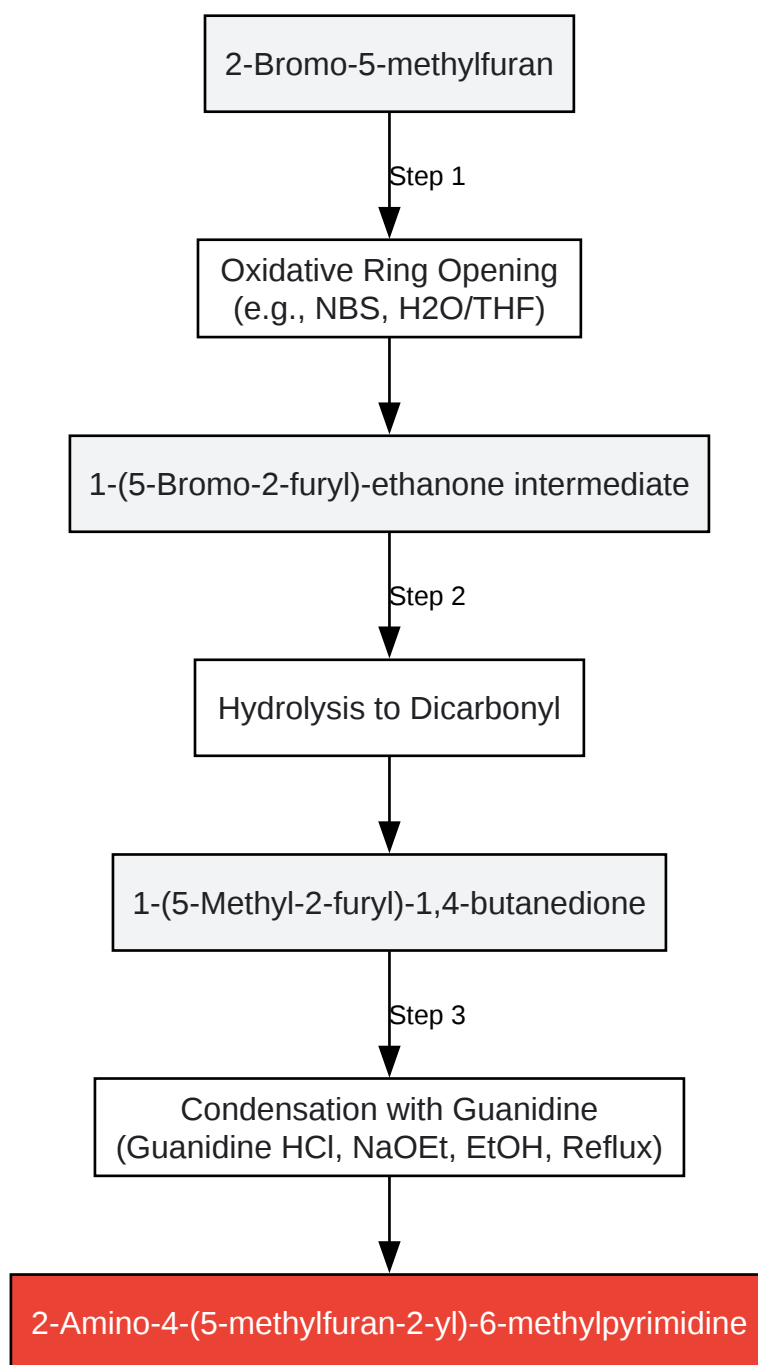 2-Bromo-5-methylfuran
Step 1
Oxidative Ring Opening
(e.g., NBS, H2O/THF)
1-(5-Bromo-2-furyl)-ethanone intermediate
Step 2
Hydrolysis to Dicarbonyl
1-(5-Methyl-2-furyl)-1,4-butanedione
Step 3
Condensation with Guanidine
(Guanidine HCl, NaOEt, EtOH, Reflux)
2-Amino-4-(5-methylfuran-2-yl)-6-methylpyrimidine